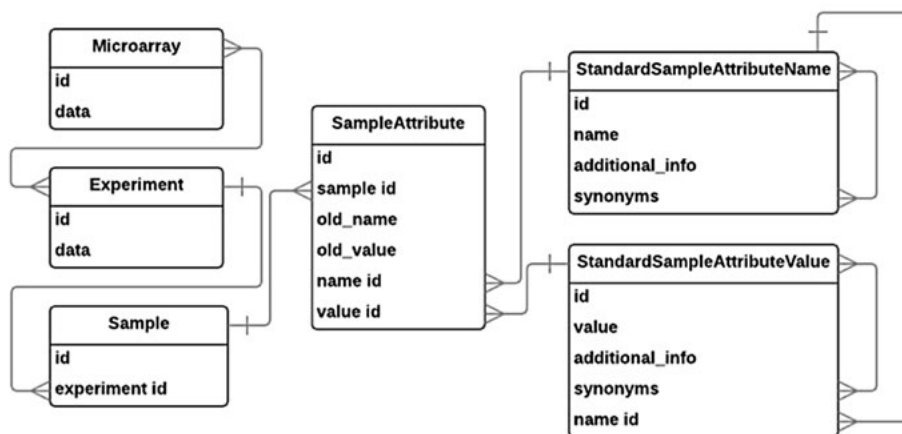 Microarray
id
data
Experiment
id
data
Sample
id
experiment id
SampleAttribute
id
sample id
old_name
old_value
name id
value id
StandardSampleAttributeName
id
name
additional_info
synonyms
StandardSampleAttributeValue
id
value
additional_info
synonyms
name id